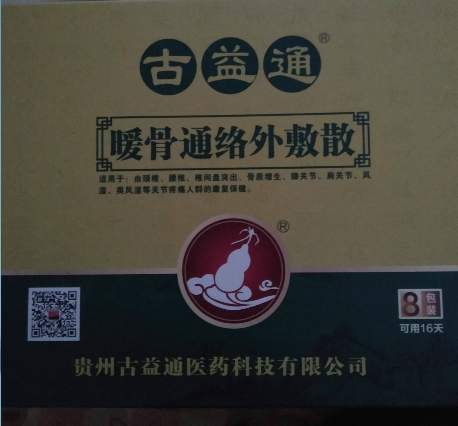 古益通®
暖骨通络外敷散
适用于：由颈椎、腰椎、椎间盘突出、骨质增生、膝关节、肩关节、风
湿、类风湿等关节疼痛人群的康复保健。
®
8包装
可用16天
贵州古益通医药科技有限公司